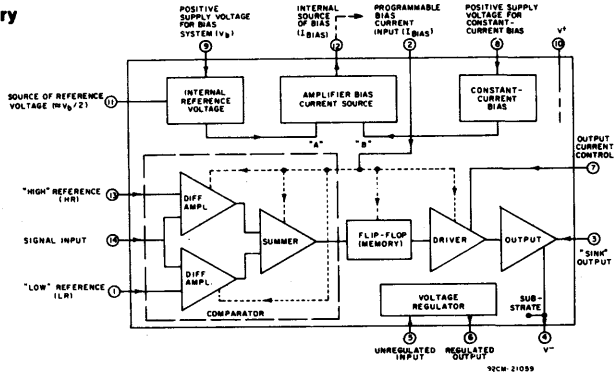 ry
POSITIVE
SUPPLY VOLTAGE
FOR BIAS
SYSTEM (Vb)
INTERNAL
SOURCE
OF BIAS
(IBIAS)
PROGRAMMABLE
BIAS
CURRENT
INPUT (IBIAS)
POSITIVE SUPPLY
VOLTAGE FOR
CONSTANT-
CURRENT BIAS
V+
9
12
2
8
10
SOURCE OF REFERENCE
VOLTAGE (≈Vb/2)
11
INTERNAL
REFERENCE
VOLTAGE
AMPLIFIER BIAS
CURRENT SOURCE
CONSTANT-
CURRENT
BIAS
"A"
"B"
OUTPUT
CURRENT
CONTROL
7
"HIGH" REFERENCE
(HR)
13
DIFF
AMPL.
SIGNAL INPUT
14
SUMMER
FLIP-FLOP
(MEMORY)
DRIVER
OUTPUT
3
"SINK"
OUTPUT
"LOW" REFERENCE
(LR)
1
DIFF
AMPL.
COMPARATOR
VOLTAGE
REGULATOR
SUB-
STRATE
5
6
4
UNREGULATED
INPUT
REGULATED
OUTPUT
V−
92CM-21059